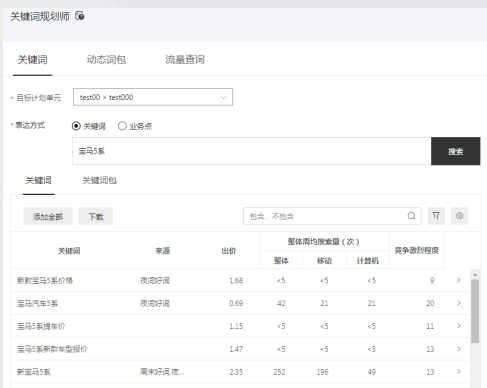 关键词规划师
关键词 动态词包 流量查询
* 目标计划单元 test00 > test000
* 表达方式 关键词 业务点
宝马5系 搜索
关键词 关键词包
添加全部 下载 包含、不包含
关键词 来源 出价 整体周均搜索量（次） 竞争激烈程度
整体 移动 计算机
新款宝马5系价格 夜间好词 1.68 <5 <5 <5 9
宝马汽车5系 夜间好词 0.69 42 21 21 20
宝马5系提车价 1.15 <5 <5 <5 11
宝马5系新款车型报价 1.47 <5 <5 <5 13
新宝马5系 周末好词,夜... 2.35 252 196 49 13